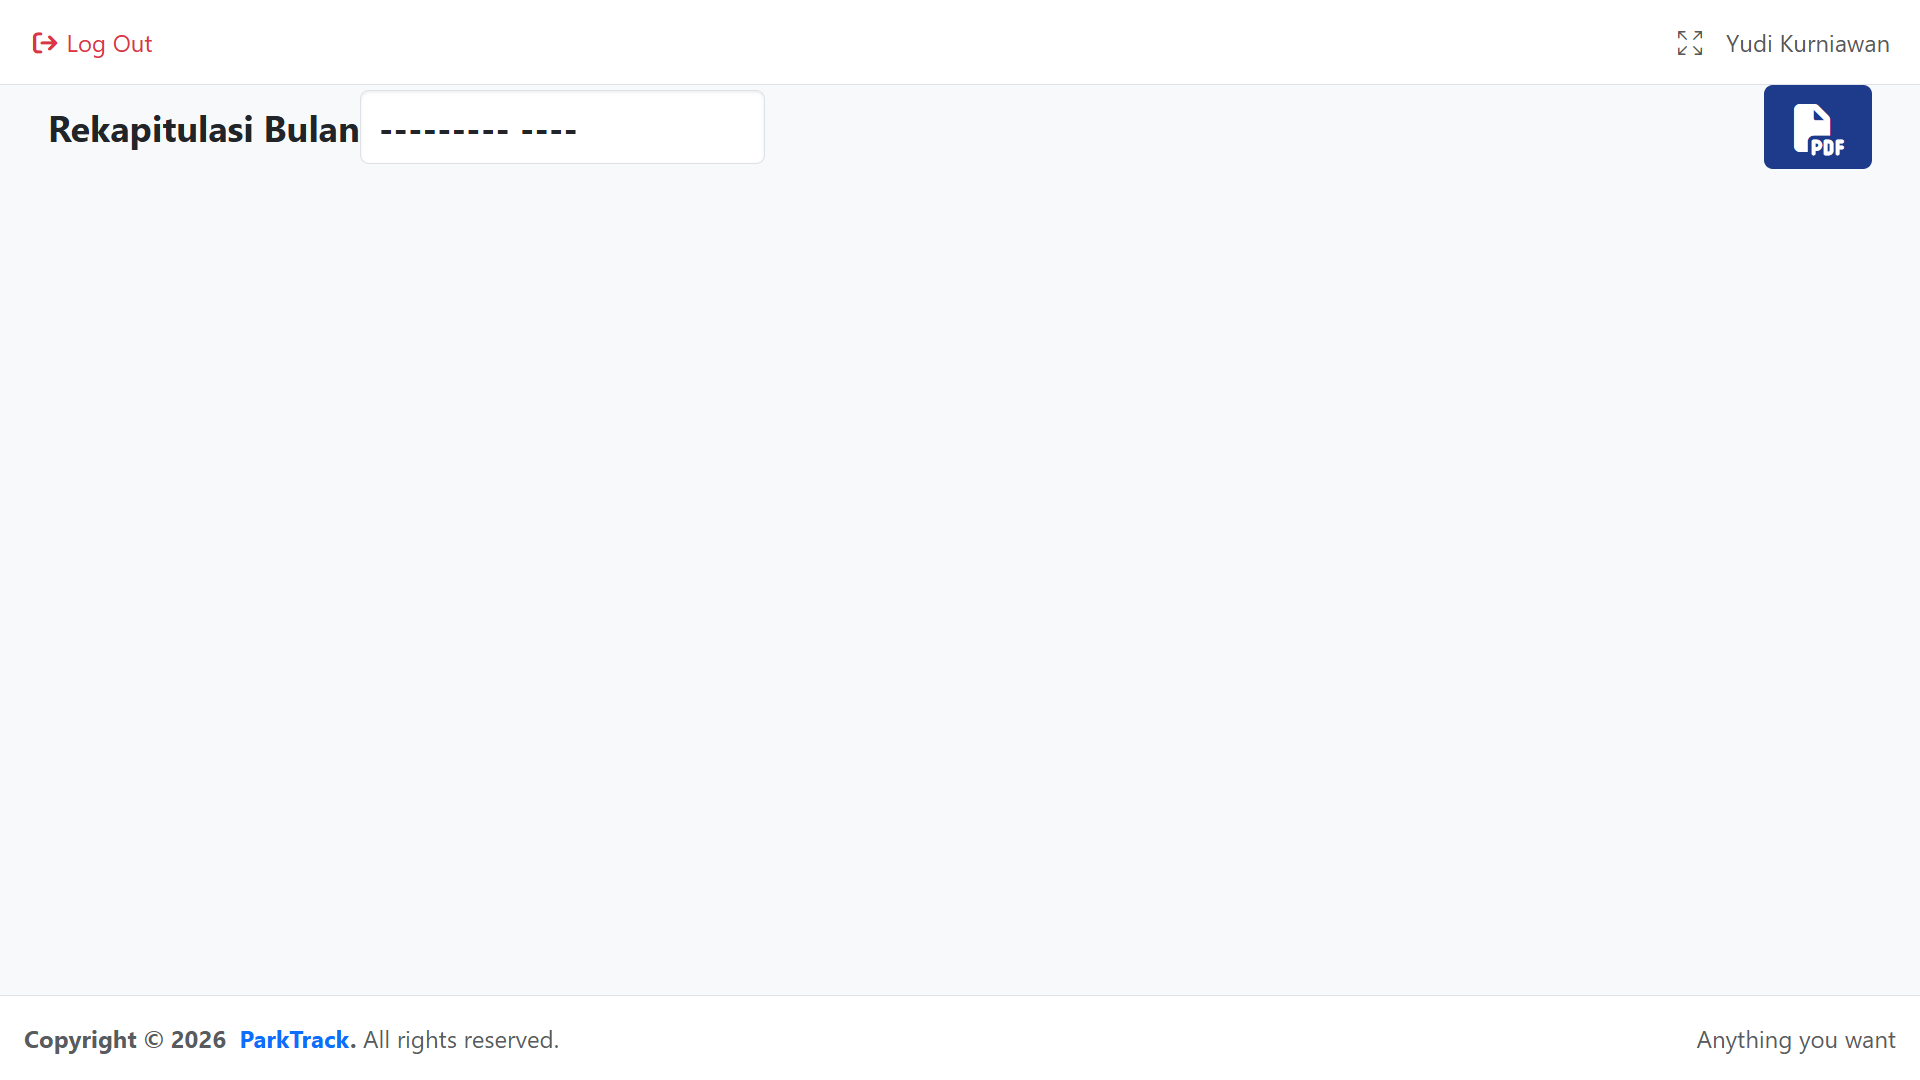 Log Out
Yudi Kurniawan
Rekapitulasi Bulan
--------- ----
PDF
Copyright © 2026 ParkTrack. All rights reserved.
Anything you want